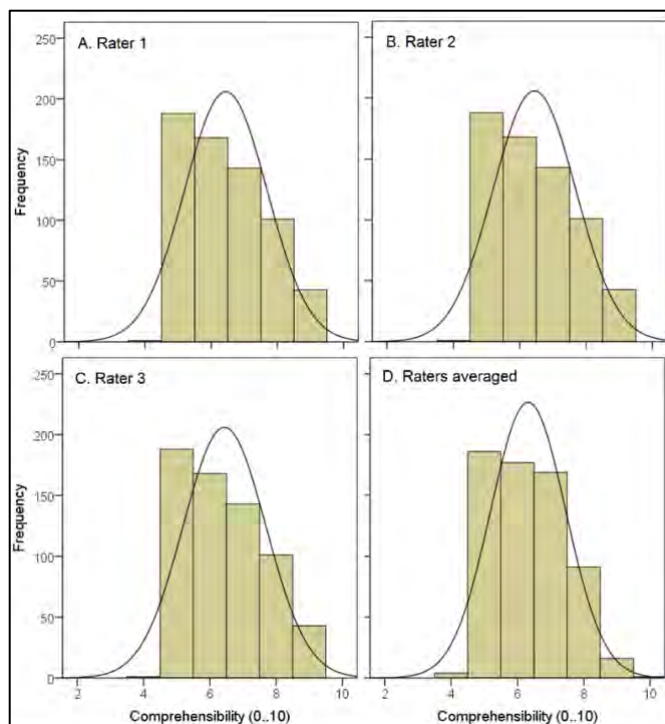 A. Rater 1
B. Rater 2
250
200
150
100
50
0
Frequency
C. Rater 3
D. Raters averaged
250
200
150
100
50
0
Frequency
2 4 6 8 10
2 4 6 8 10
Comprehensibility (0..10)
Comprehensibility (0..10)